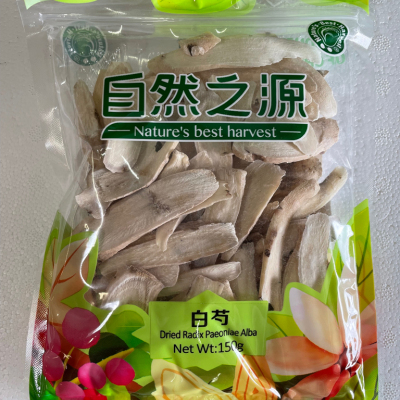 自然之源
Nature's best harvest
白芍
Dried Radix Paeoniae Alba
Net Wt:150g